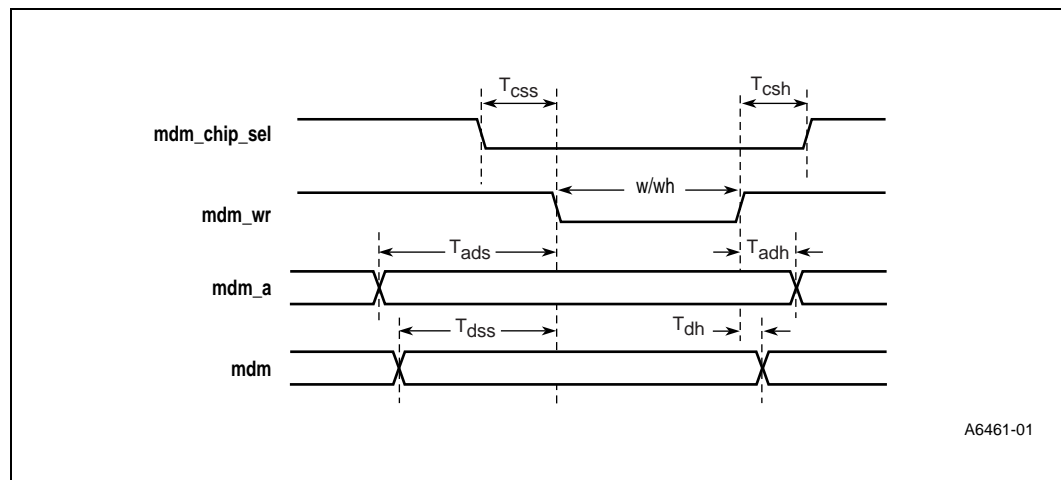 Tcss
Tcsh
mdm_chip_sel
w/wh
mdm_wr
Tads
Tadh
mdm_a
Tdss
Tdh
mdm
A6461-01